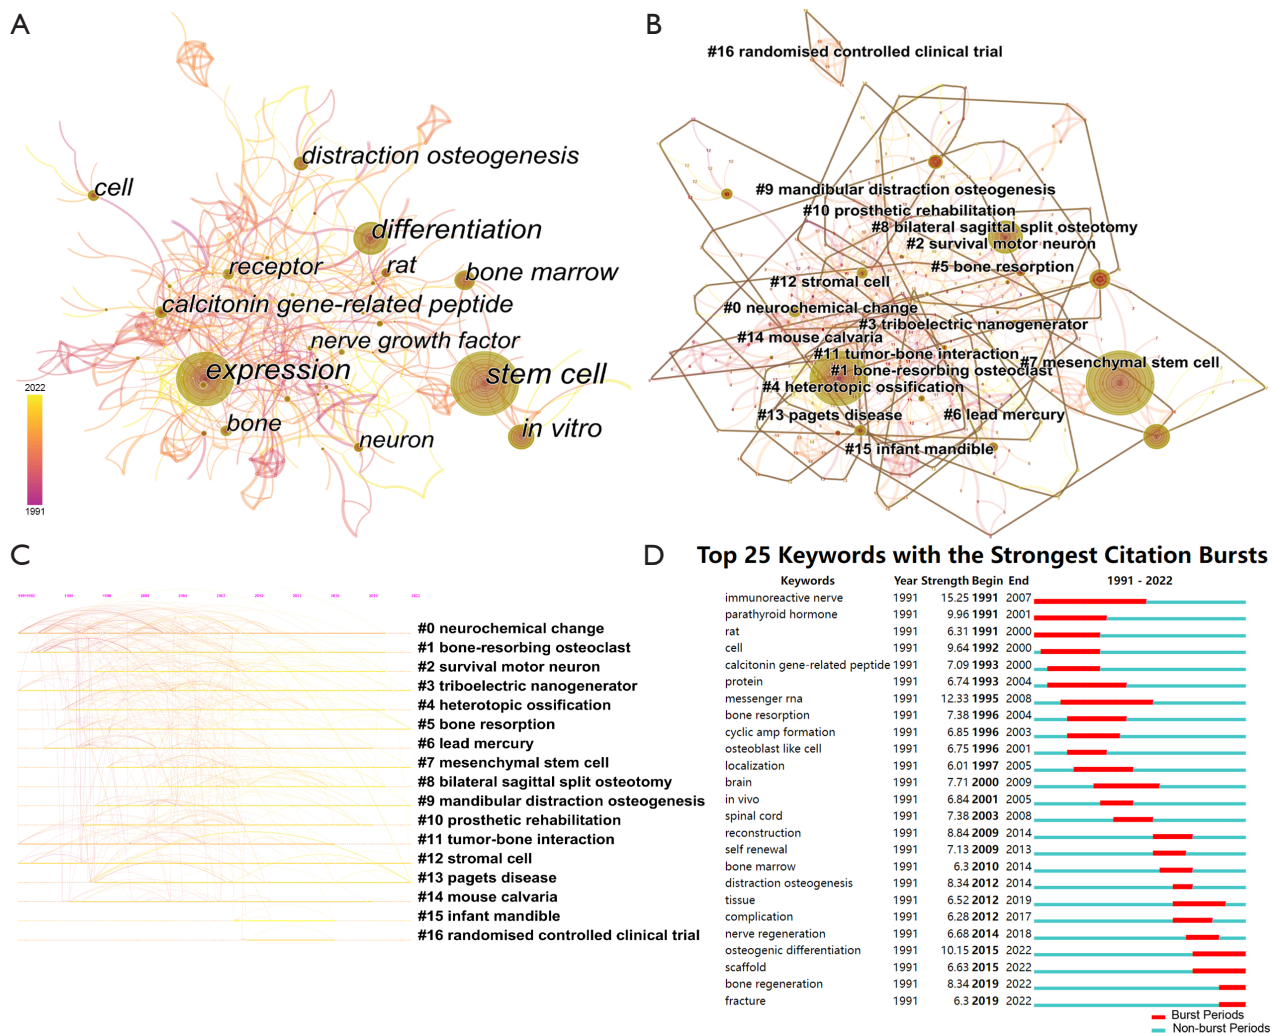 A
distraction osteogenesis
cell
differentiation
receptor
rat
bone marrow
calcitonin gene-related peptide
nerve growth factor
expression
stem cell
bone
neuron
in vitro
2022
1991
B
#16 randomised controlled clinical trial
#9 mandibular distraction osteogenesis
#10 prosthetic rehabilitation
#8 bilateral sagittal split osteotomy
#2 survival motor neuron
#5 bone resorption
#12 stromal cell
#0 neurochemical change
#3 triboelectric nanogenerator
#14 mouse calvaria
#11 tumor-bone interaction
#7 mesenchymal stem cell
#1 bone-resorbing osteoclast
#4 heterotopic ossification
#13 pagets disease
#6 lead mercury
#15 infant mandible
C
#0 neurochemical change
#1 bone-resorbing osteoclast
#2 survival motor neuron
#3 triboelectric nanogenerator
#4 heterotopic ossification
#5 bone resorption
#6 lead mercury
#7 mesenchymal stem cell
#8 bilateral sagittal split osteotomy
#9 mandibular distraction osteogenesis
#10 prosthetic rehabilitation
#11 tumor-bone interaction
#12 stromal cell
#13 pagets disease
#14 mouse calvaria
#15 infant mandible
#16 randomised controlled clinical trial
D
Top 25 Keywords with the Strongest Citation Bursts
Keywords Year Strength Begin End 1991 - 2022
immunoreactive nerve 1991 15.25 1991 2007
parathyroid hormone 1991 9.96 1991 2001
rat 1991 6.31 1991 2000
cell 1991 9.64 1992 2000
calcitonin gene-related peptide 1991 7.09 1993 2000
protein 1991 6.74 1993 2004
messenger rna 1991 12.33 1995 2008
bone resorption 1991 7.38 1996 2004
cyclic amp formation 1991 6.85 1996 2003
osteoblast like cell 1991 6.75 1996 2001
localization 1991 6.01 1997 2005
brain 1991 7.71 2000 2009
in vivo 1991 6.84 2001 2005
spinal cord 1991 7.38 2003 2008
reconstruction 1991 8.84 2009 2014
self renewal 1991 7.13 2009 2013
bone marrow 1991 6.3 2010 2014
distraction osteogenesis 1991 8.34 2012 2014
tissue 1991 6.52 2012 2019
complication 1991 6.28 2012 2017
nerve regeneration 1991 6.68 2014 2018
osteogenic differentiation 1991 10.15 2015 2022
scaffold 1991 6.63 2015 2022
bone regeneration 1991 8.34 2019 2022
fracture 1991 6.3 2019 2022
Burst Periods
Non-burst Periods